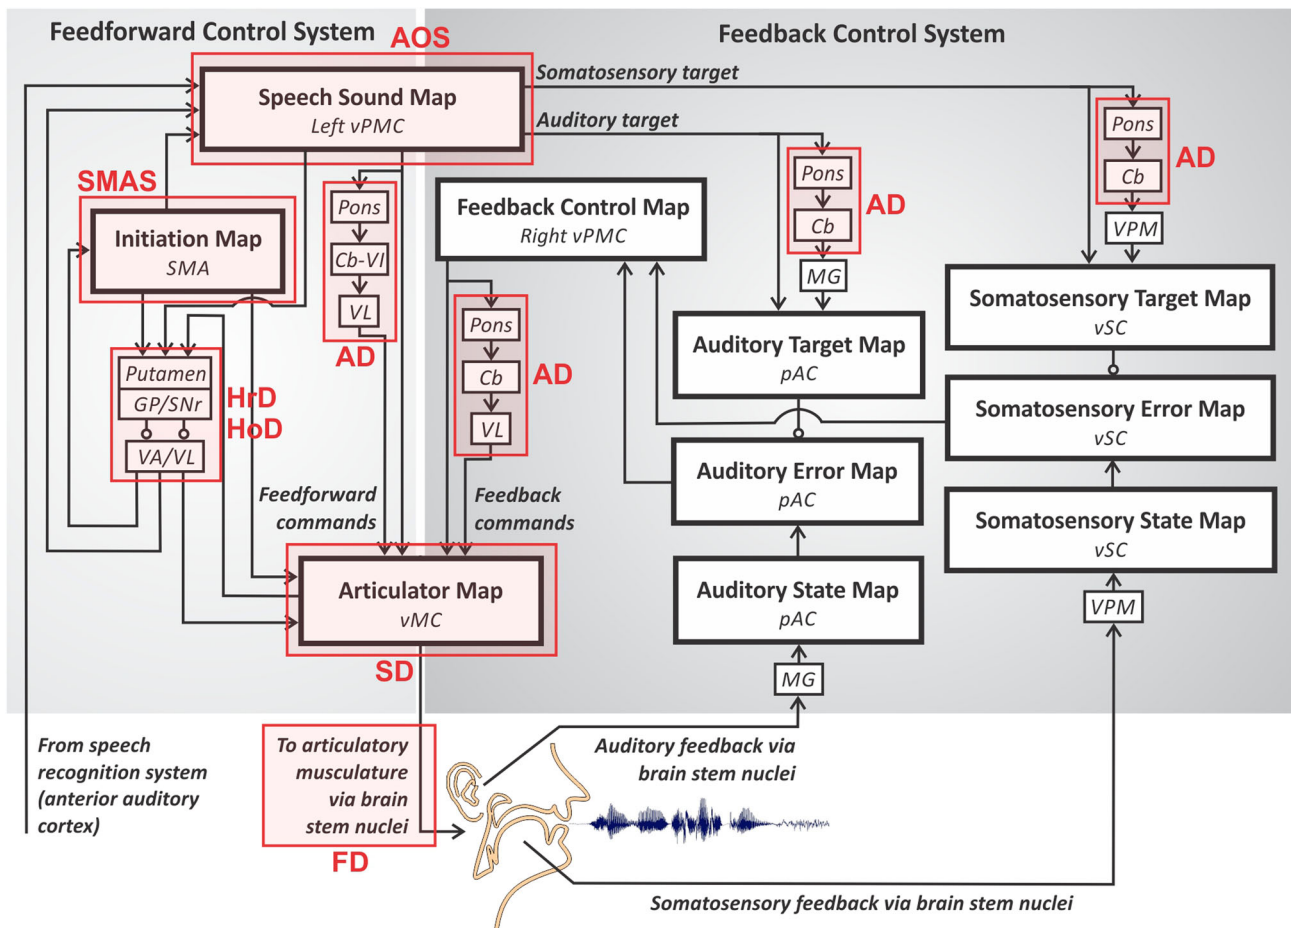 Feedforward Control System
Feedback Control System
AOS
Speech Sound Map
Left vPMC
Somatosensory target
Auditory target
Pons
Cb
AD
VPM
Pons
Cb
AD
MG
SMAS
Initiation Map
SMA
Pons
Cb-VI
VL
AD
Feedback Control Map
Right vPMC
Pons
Cb
VL
AD
Somatosensory Target Map
vSC
Auditory Target Map
pAC
Putamen
GP/SNr
VA/VL
HrD
HoD
Somatosensory Error Map
vSC
Auditory Error Map
pAC
Feedforward
commands
Feedback
commands
Somatosensory State Map
vSC
Articulator Map
vMC
SD
Auditory State Map
pAC
VPM
MG
From speech
recognition system
(anterior auditory
cortex)
To articulatory
musculature
via brain
stem nuclei
FD
Auditory feedback via
brain stem nuclei
Somatosensory feedback via brain stem nuclei